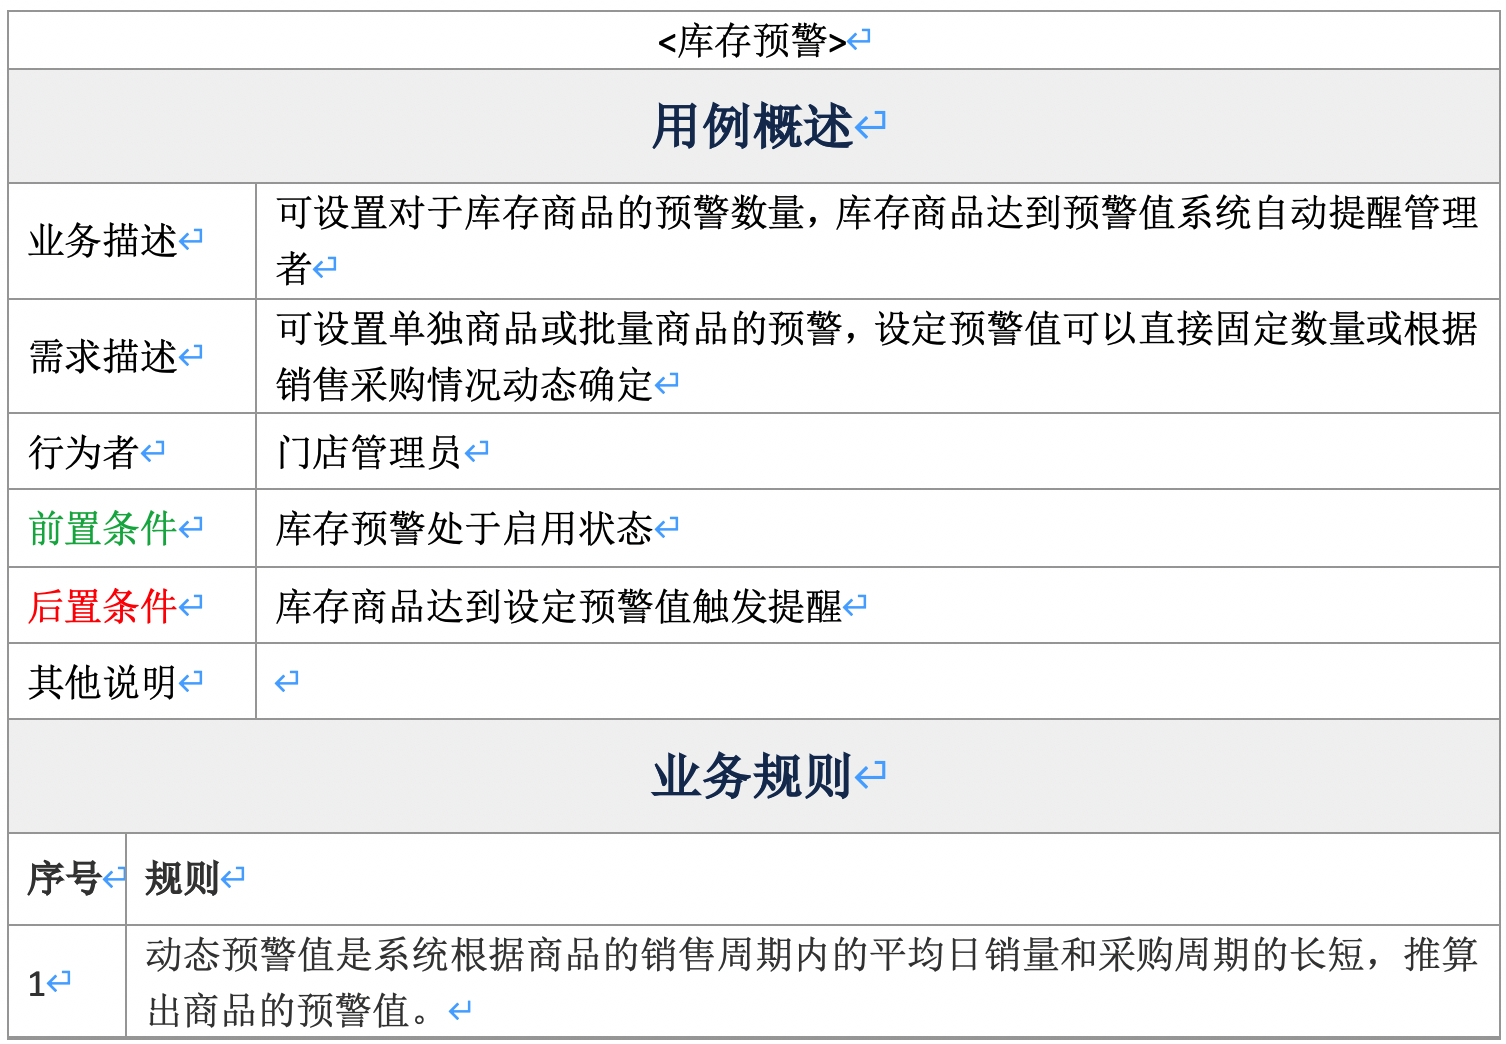 <库存预警>
用例概述
业务描述
可设置对于库存商品的预警数量，库存商品达到预警值系统自动提醒管理
者
需求描述
可设置单独商品或批量商品的预警，设定预警值可以直接固定数量或根据
销售采购情况动态确定
行为者
门店管理员
前置条件
库存预警处于启用状态
后置条件
库存商品达到设定预警值触发提醒
其他说明
业务规则
序号
规则
1
动态预警值是系统根据商品的销售周期内的平均日销量和采购周期的长短，推算
出商品的预警值。